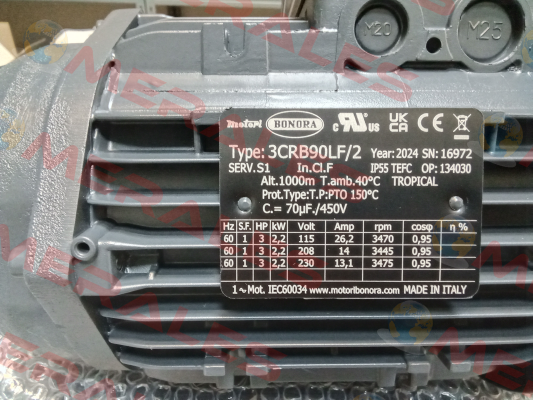 M20 M25
Motori BONORA c RU US UK CA CE
Type: 3CRB90LF/2 Year: 2024 SN: 16972
SERV. S1 In.Cl.F IP55 TEFC OP: 134030
Alt.1000m T.amb.40°C TROPICAL
Prot.Type:T.P:PTO 150°C
C.= 70µF./450V
Hz S.F. HP kW Volt Amp rpm cosφ η %
60 1 3 2,2 115 26,2 3470 0,95
60 1 3 2,2 208 14 3445 0,95
60 1 3 2,2 230 13,1 3475 0,95
1~Mot. IEC60034 www.motoribonora.com MADE IN ITALY
MERALES